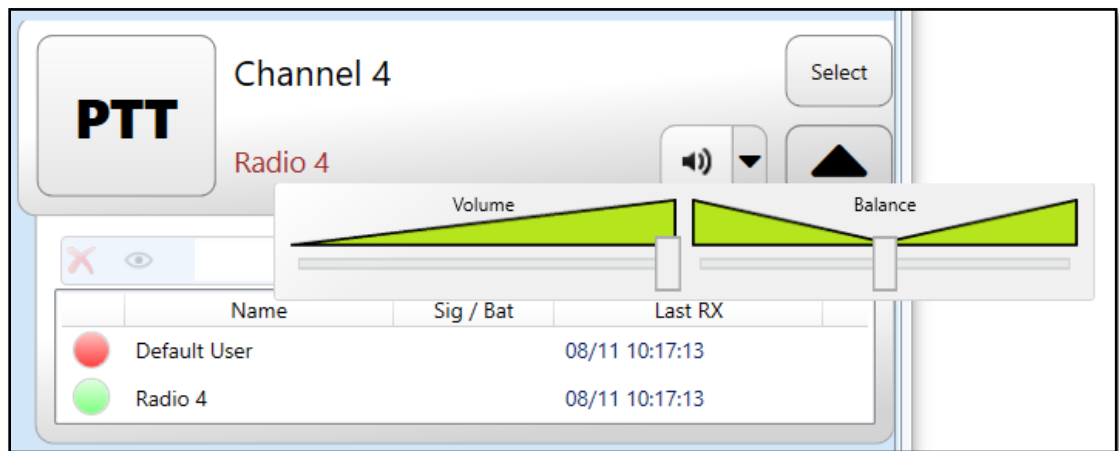 PTT
Channel 4
Select
Radio 4
Volume
Balance
Name Sig / Bat Last RX
Default User 08/11 10:17:13
Radio 4 08/11 10:17:13